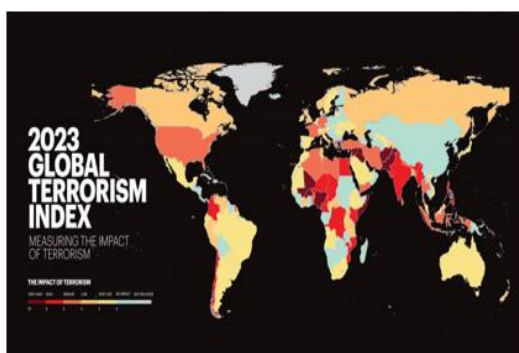 2023
GLOBAL
TERRORISM
INDEX
MEASURING THE IMPACT
OF TERRORISM
THE IMPACT OF TERRORISM